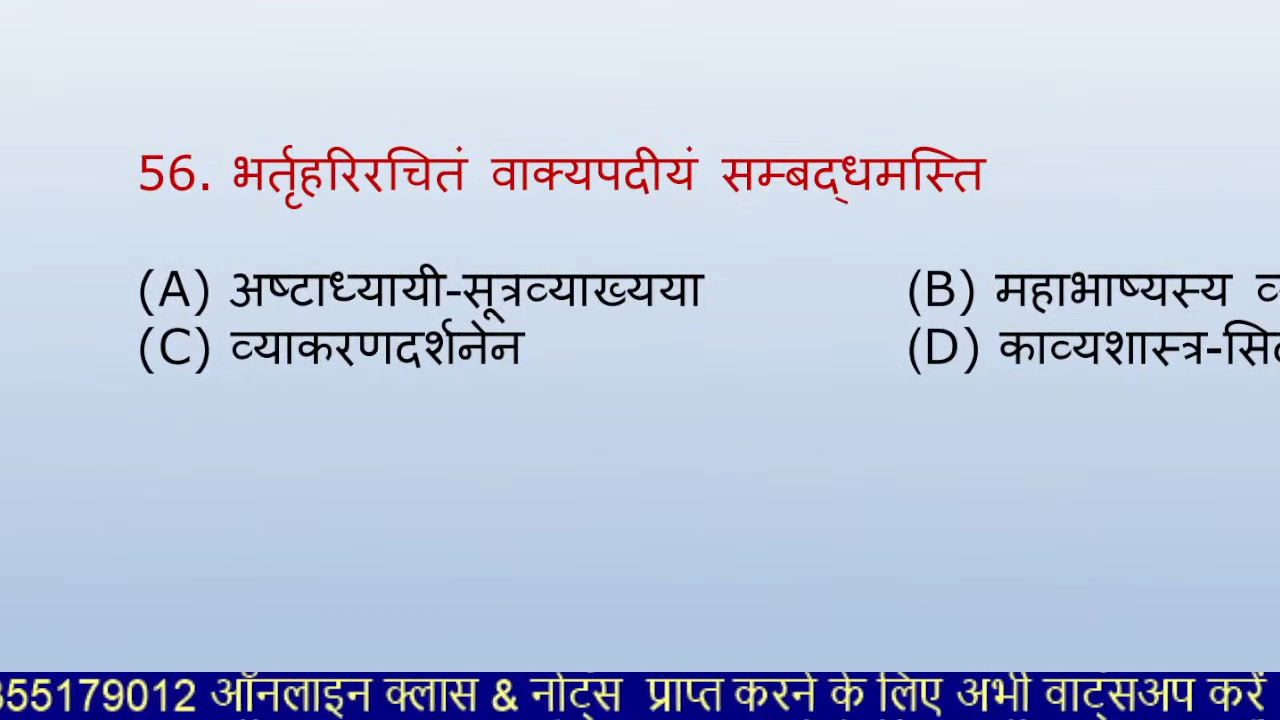 56. भर्तृहरिरचितं वाक्यपदीयं सम्बद्धमस्ति
(A) अष्टाध्यायी-सूत्रव्याख्यया (B) महाभाष्यस्य
(C) व्याकरणदर्शनेन (D) काव्यशास्त्र-
355179012 ऑनलाइन क्लास & नोट्स प्राप्त करने के लिए अभी वाट्सअप करें